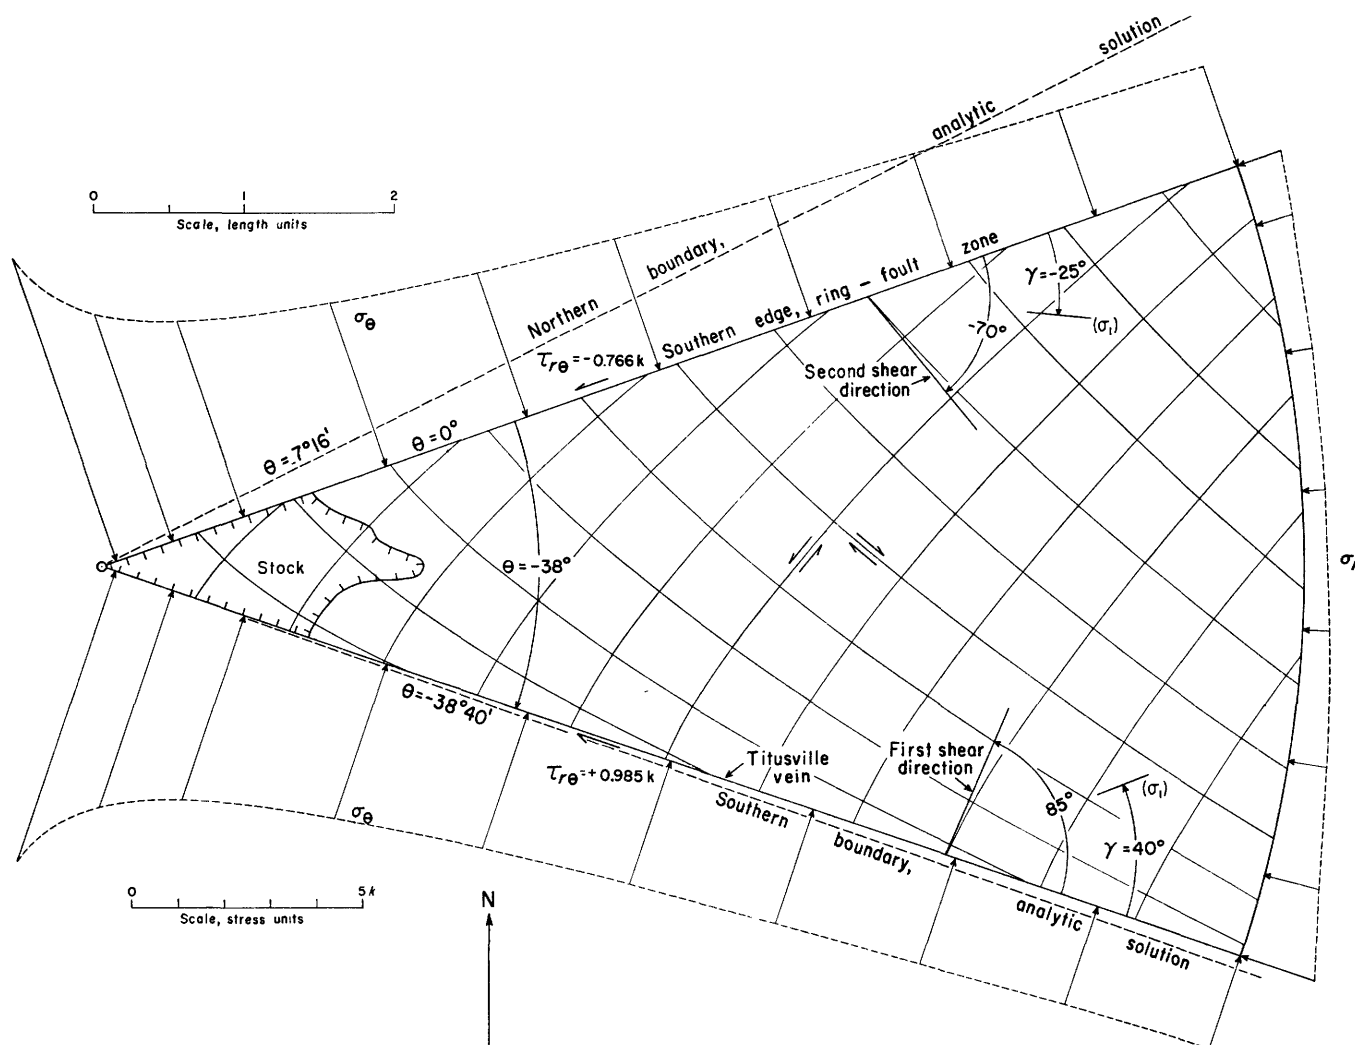 solution
analytic
0 1 2
Scale, length units
boundary,
zone
γ=-25°
(σ₁)
Northern
Southern edge, ring - foult
-70°
σθ
τrθ=-0.766k
Second shear
direction
θ=7°16'
θ=0°
Stock
θ=-38°
θ=-38°40'
First shear
direction
Titusville
vein
τrθ=+0.985k
Southern
85°
(σ₁)
γ=40°
σθ
boundary,
0 5k
Scale, stress units
N
analytic
solution